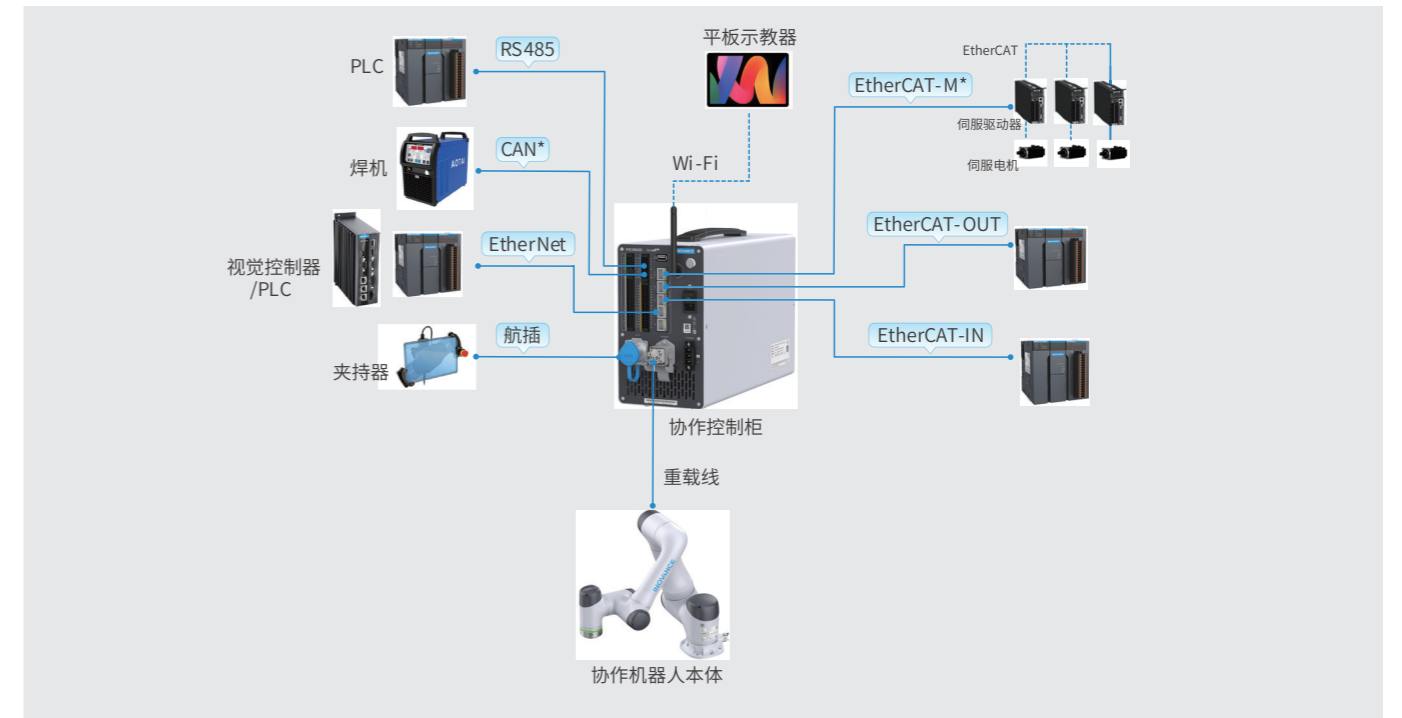 平板示教器
RS485
PLC
EtherCAT
EtherCAT-M*
伺服驱动器
CAN*
AOTAI
焊机
Wi-Fi
伺服电机
EtherCAT-OUT
EtherNet
视觉控制器
/PLC
航插
EtherCAT-IN
夹持器
协作控制柜
重载线
INOVANCE
协作机器人本体